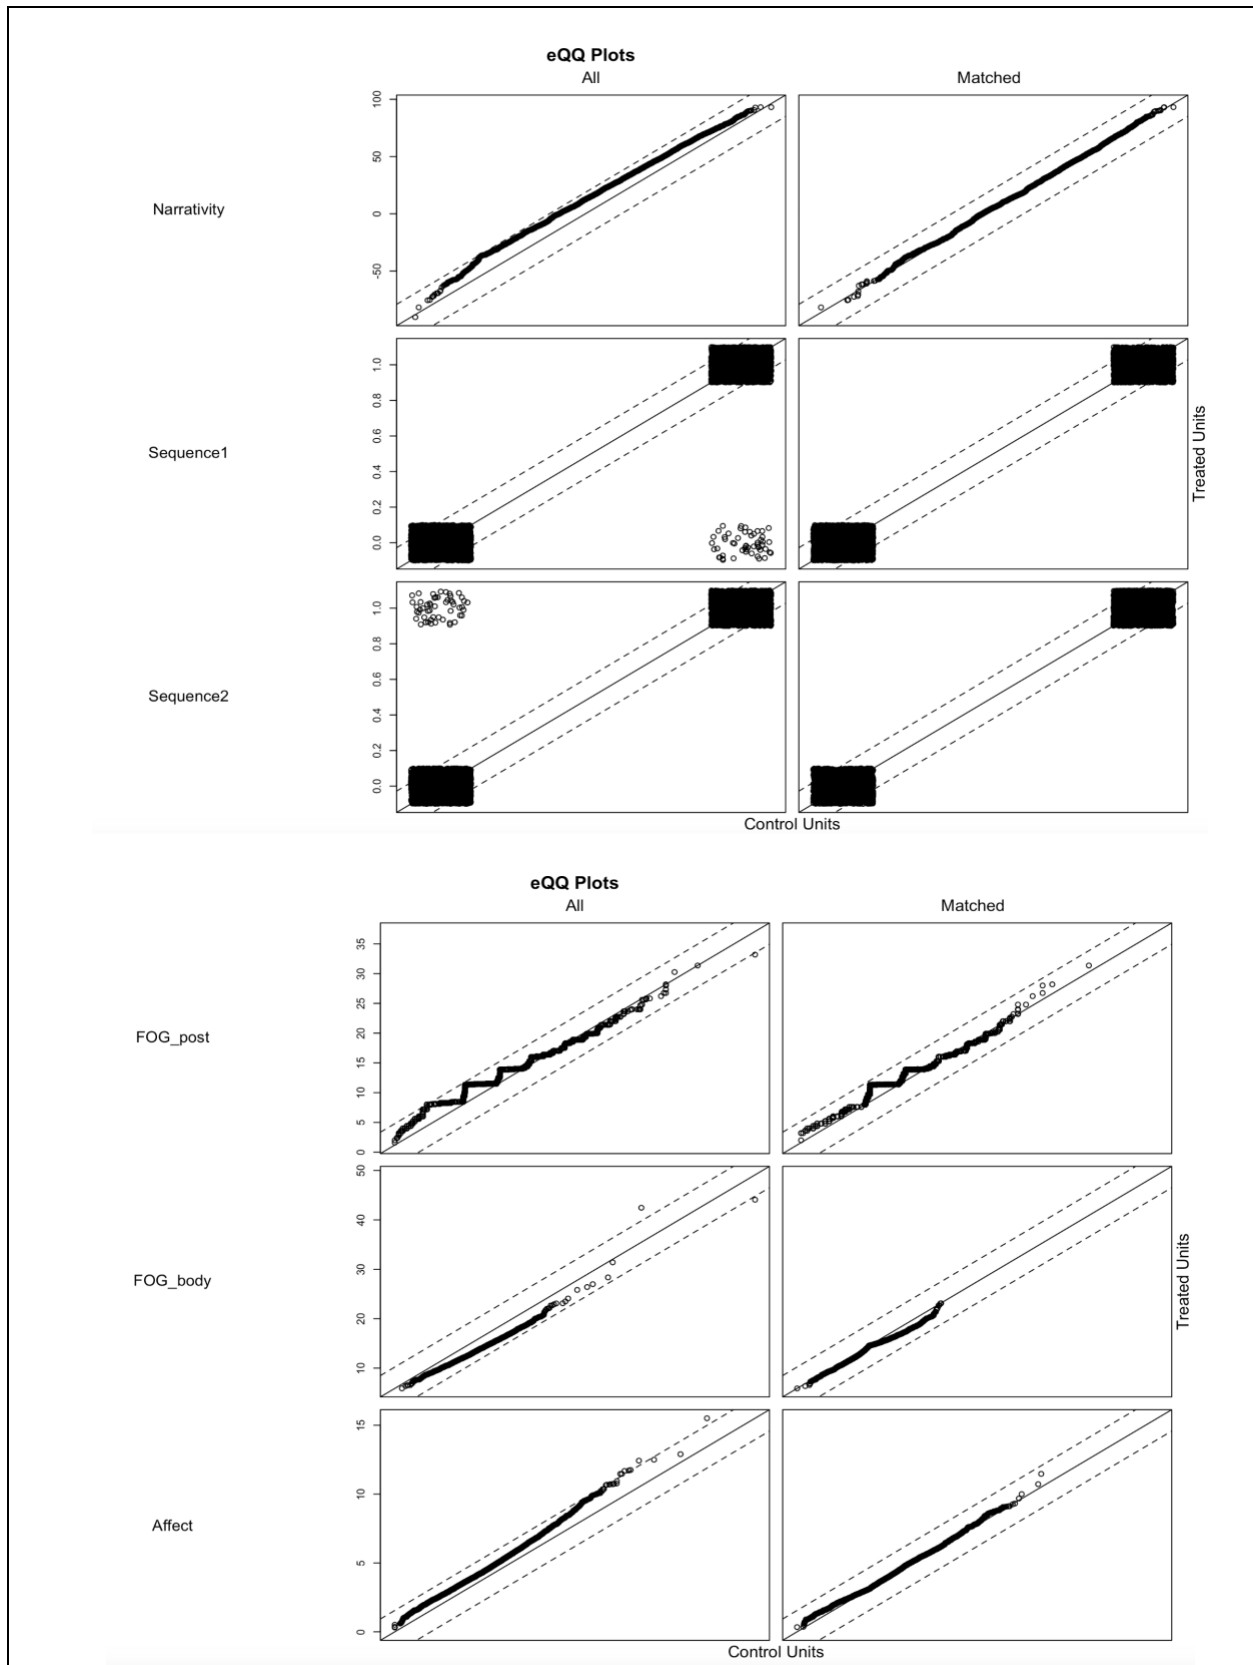 eQQ Plots
All Matched
Narrativity
100
50
0
-50
Sequence1
1.0
0.8
0.6
0.4
0.2
0.0
Sequence2
1.0
0.8
0.6
0.4
0.2
0.0
Treated Units
Control Units
eQQ Plots
All Matched
FOG_post
35
30
25
20
15
10
5
0
FOG_body
50
40
30
20
10
Affect
15
10
5
0
Treated Units
Control Units